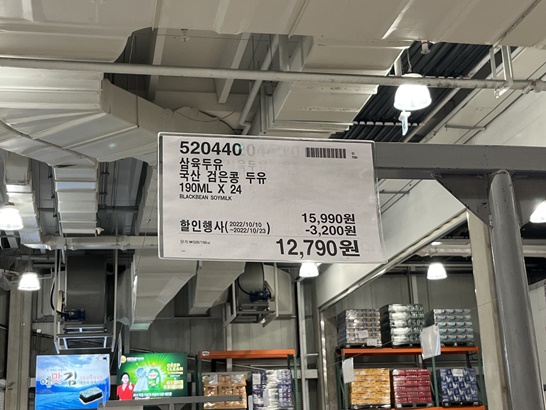 520440
삼육두유
국산 검은콩 두유
190ML X 24
BLACKBEAN SOYMILK
15,990원
할인행사(2022/10/10~2022/10/23) -3,200원
12,790원
김